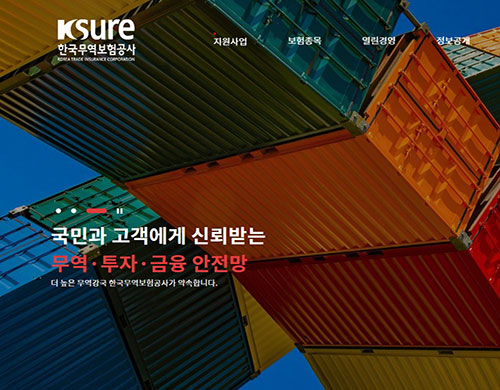 Ksure
한국무역보험공사
KOREA TRADE INSURANCE CORPORATION
지원사업 보험종목 열린경영 정보공개
국민과 고객에게 신뢰받는
무역·투자·금융 안전망
더 높은 무역강국 한국무역보험공사가 약속합니다.